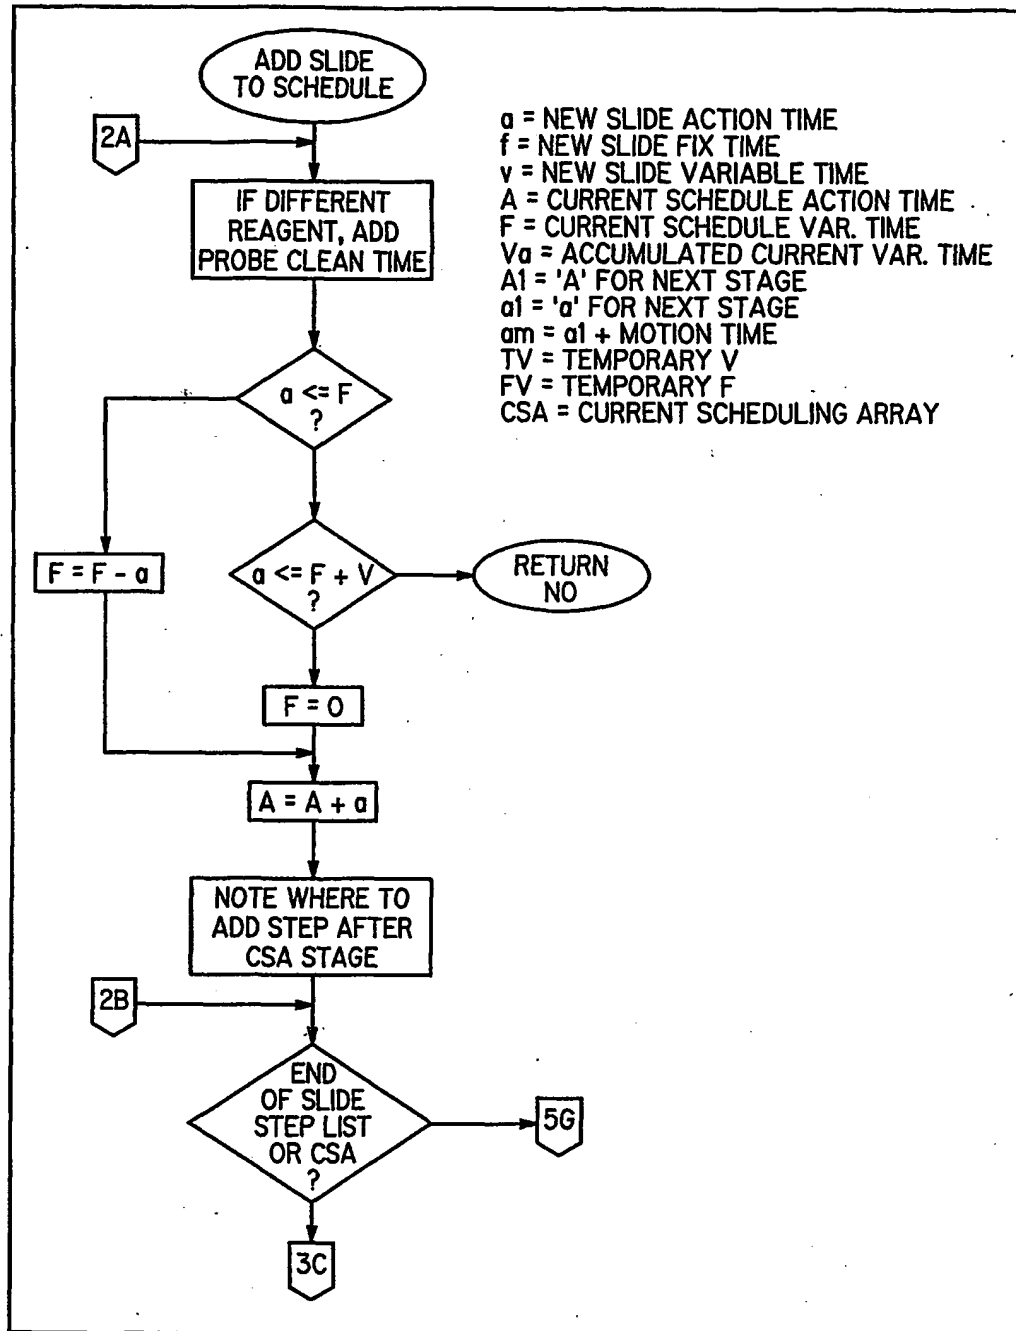 ADD SLIDE
TO SCHEDULE
2A
IF DIFFERENT
REAGENT, ADD
PROBE CLEAN TIME
a <= F
?
F = F - a
a <= F + V
?
RETURN
NO
F = 0
A = A + a
NOTE WHERE TO
ADD STEP AFTER
CSA STAGE
2B
END
OF SLIDE
STEP LIST
OR CSA
?
5G
3C
a = NEW SLIDE ACTION TIME
f = NEW SLIDE FIX TIME
v = NEW SLIDE VARIABLE TIME
A = CURRENT SCHEDULE ACTION TIME
F = CURRENT SCHEDULE VAR. TIME
Va = ACCUMULATED CURRENT VAR. TIME
A1 = 'A' FOR NEXT STAGE
a1 = 'a' FOR NEXT STAGE
am = a1 + MOTION TIME
TV = TEMPORARY V
FV = TEMPORARY F
CSA = CURRENT SCHEDULING ARRAY